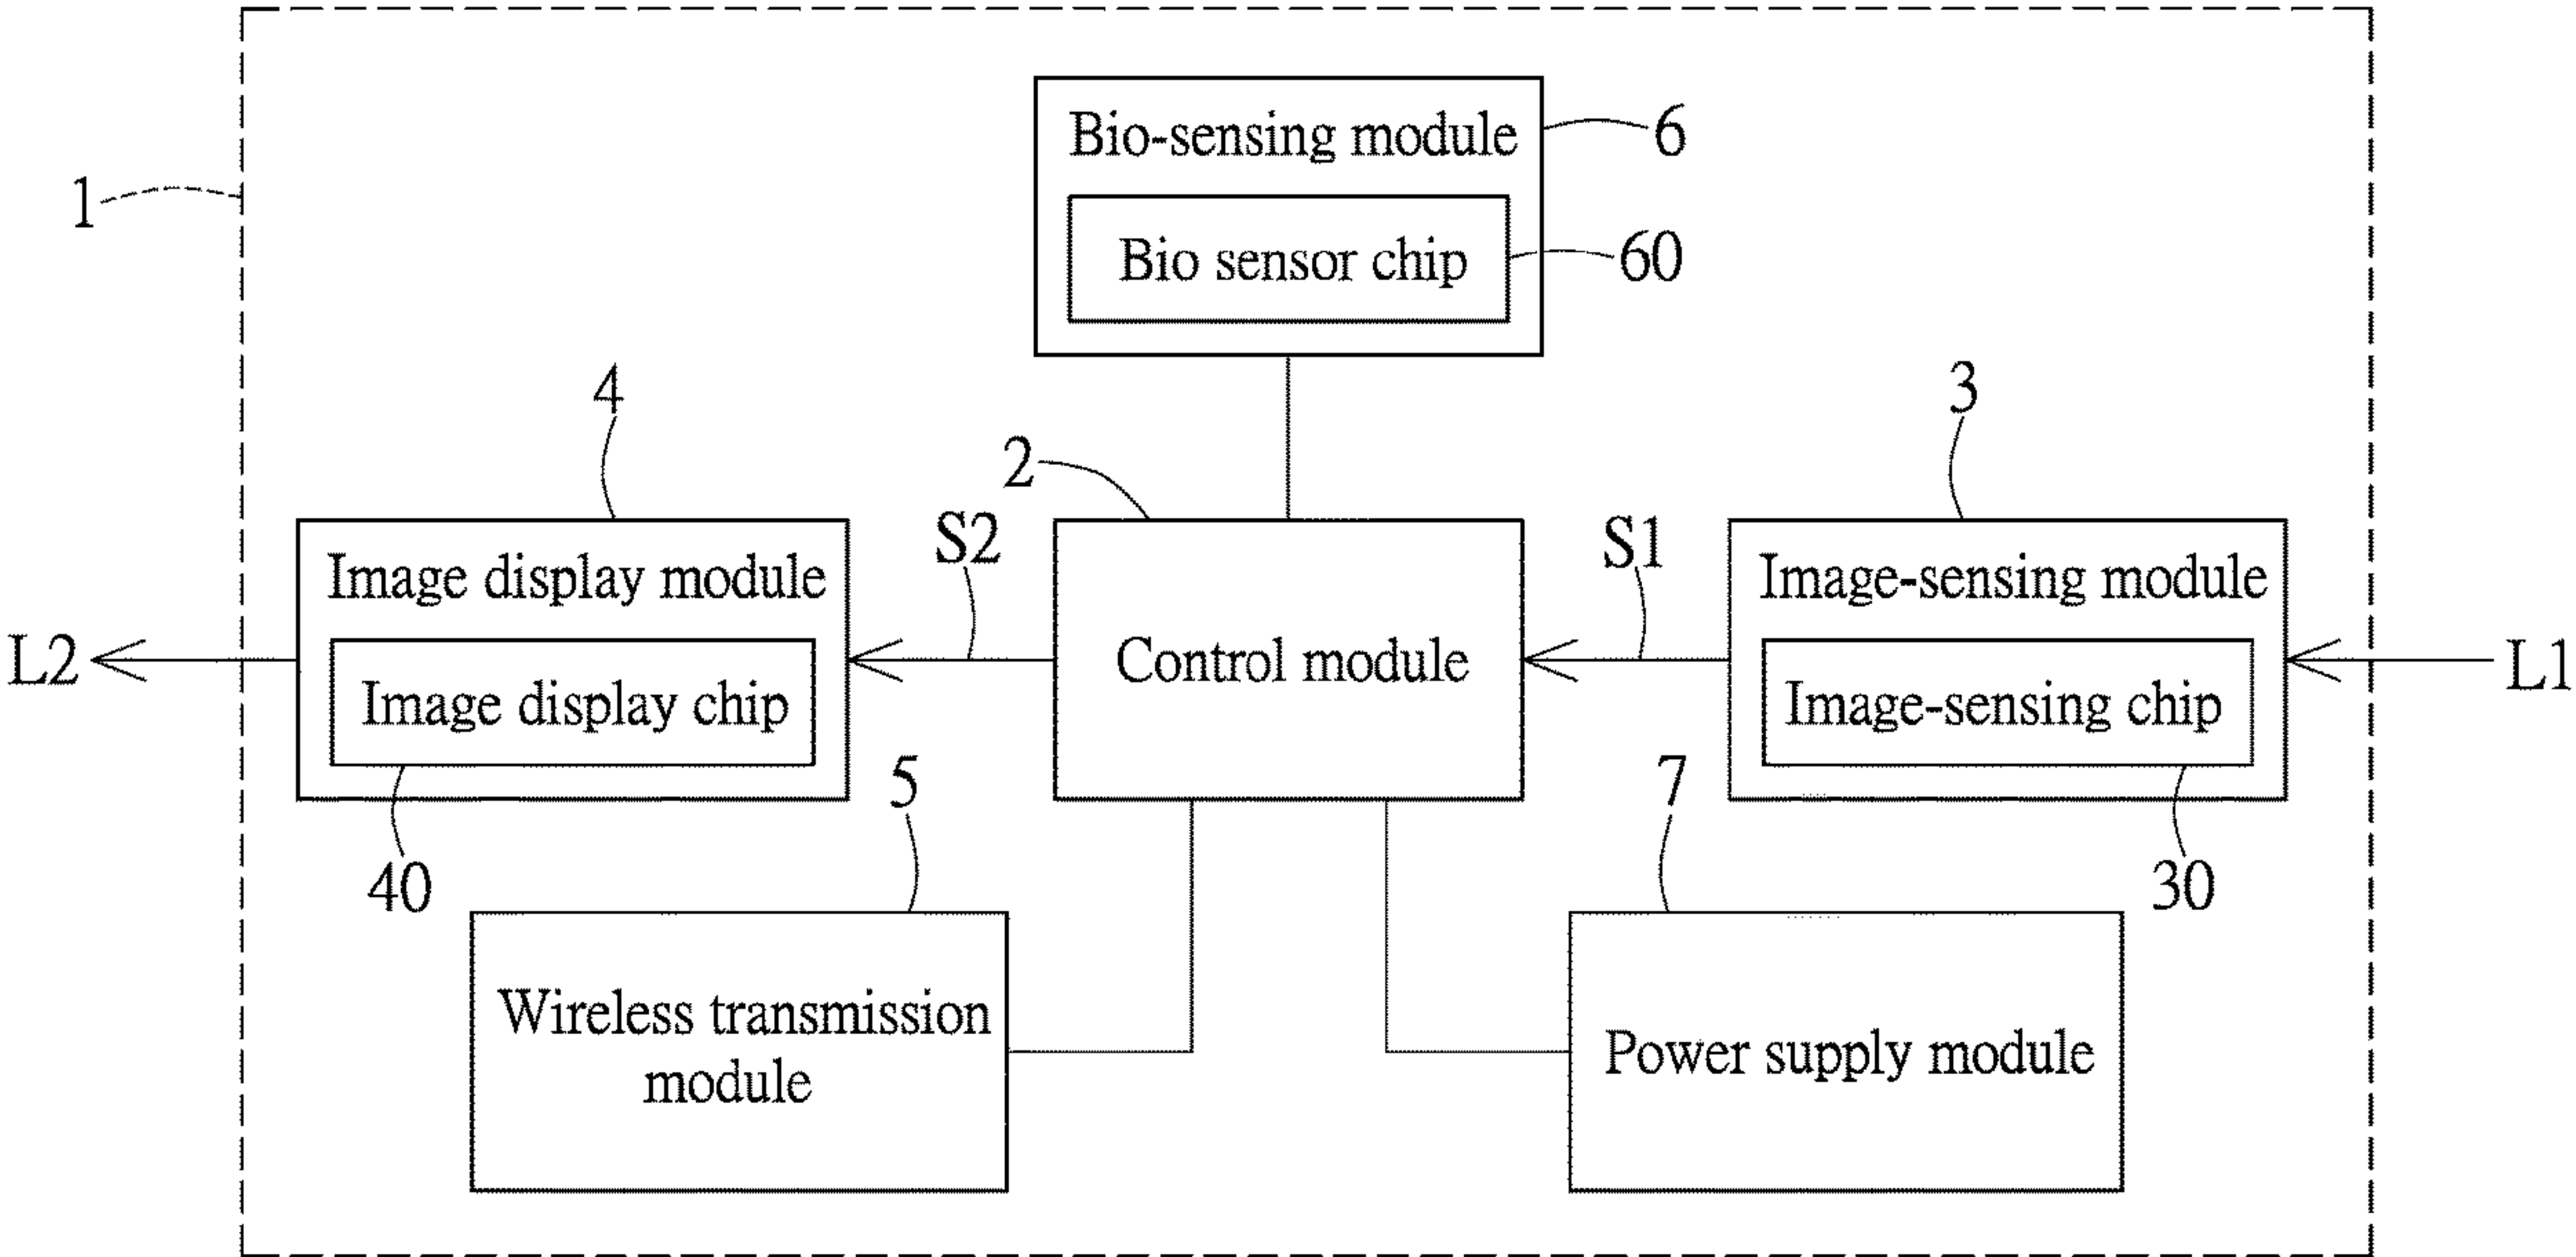 Bio-sensing module
6
1
Bio sensor chip
60
4
3
2
S2
S1
Image display module
Image-sensing module
L2
Control module
L1
Image display chip
Image-sensing chip
5
7
40
30
Wireless transmission
module
Power supply module